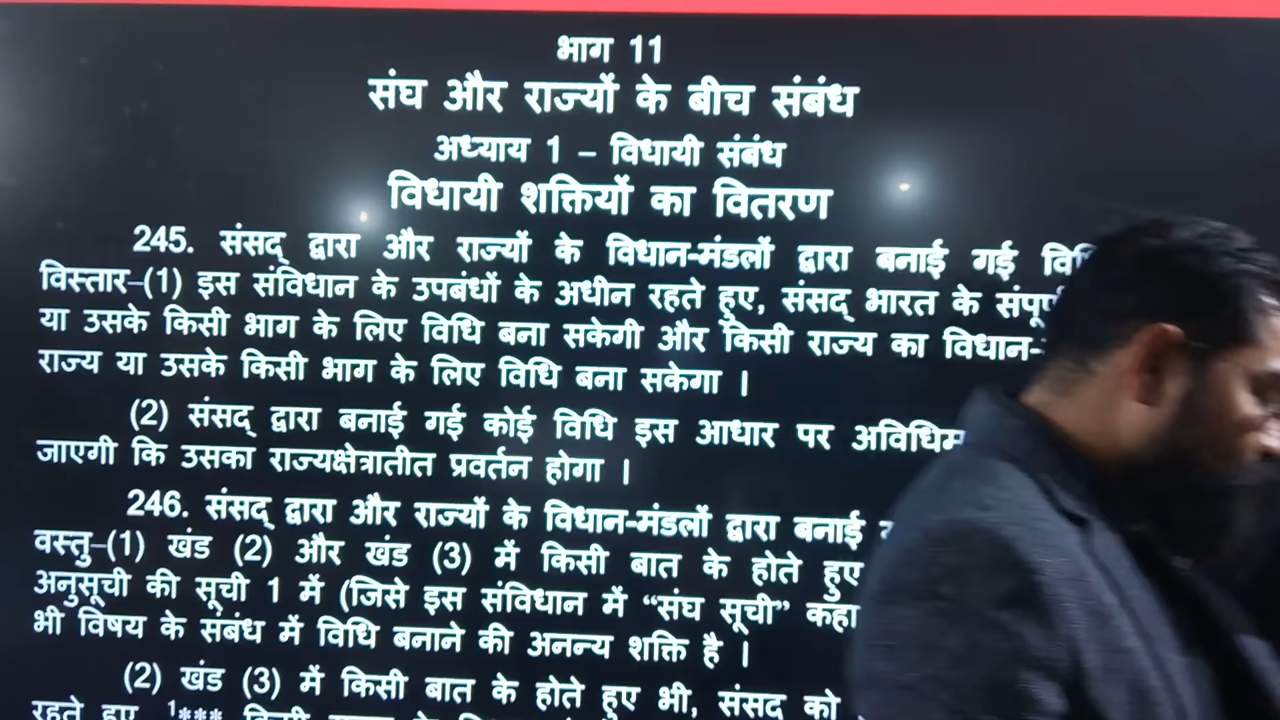 भाग 11
संघ और राज्यों के बीच संबंध
अध्याय 1 – विधायी संबंध
विधायी शक्तियों का वितरण
245. संसद् द्वारा और राज्यों के विधान-मंडलों द्वारा बनाई गई
विस्तार–(1) इस संविधान के उपबंधों के अधीन रहते हुए, संसद् भारत के
या उसके किसी भाग के लिए विधि बना सकेगी और किसी राज्य का विधान-
राज्य या उसके किसी भाग के लिए विधि बना सकेगा ।
(2) संसद् द्वारा बनाई गई कोई विधि इस आधार पर
जाएगी कि उसका राज्यक्षेत्रातीत प्रवर्तन होगा ।
246. संसद् द्वारा और राज्यों के विधान-मंडलों द्वारा बनाई
वस्तु–(1) खंड (2) और खंड (3) में किसी बात के होते हुए
अनुसूची की सूची 1 में (जिसे इस संविधान में “संघ सूची” कहा
भी विषय के संबंध में विधि बनाने की अनन्य शक्ति है ।
(2) खंड (3) में किसी बात के होते हुए भी, संसद् को
रहते हुए, 1***